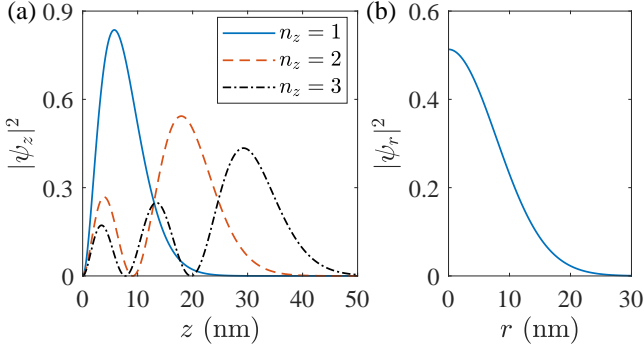 (a)
0.9
0.6
0.3
0
|ψ_z|^2
n_z = 1
n_z = 2
n_z = 3
0 10 20 30 40 50
z (nm)
(b)
0.6
0.4
0.2
0
|ψ_r|^2
0 10 20 30
r (nm)